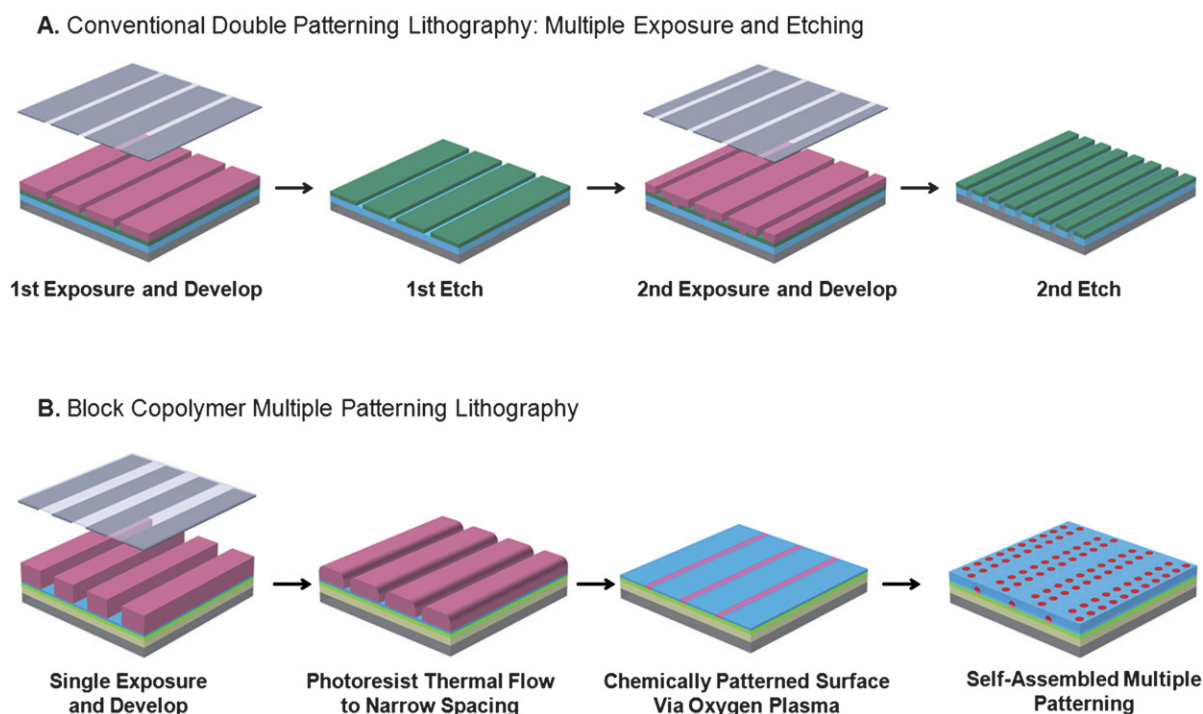 A. Conventional Double Patterning Lithography: Multiple Exposure and Etching
1st Exposure and Develop
1st Etch
2nd Exposure and Develop
2nd Etch
B. Block Copolymer Multiple Patterning Lithography
Single Exposure
and Develop
Photoresist Thermal Flow
to Narrow Spacing
Chemically Patterned Surface
Via Oxygen Plasma
Self-Assembled Multiple
Patterning